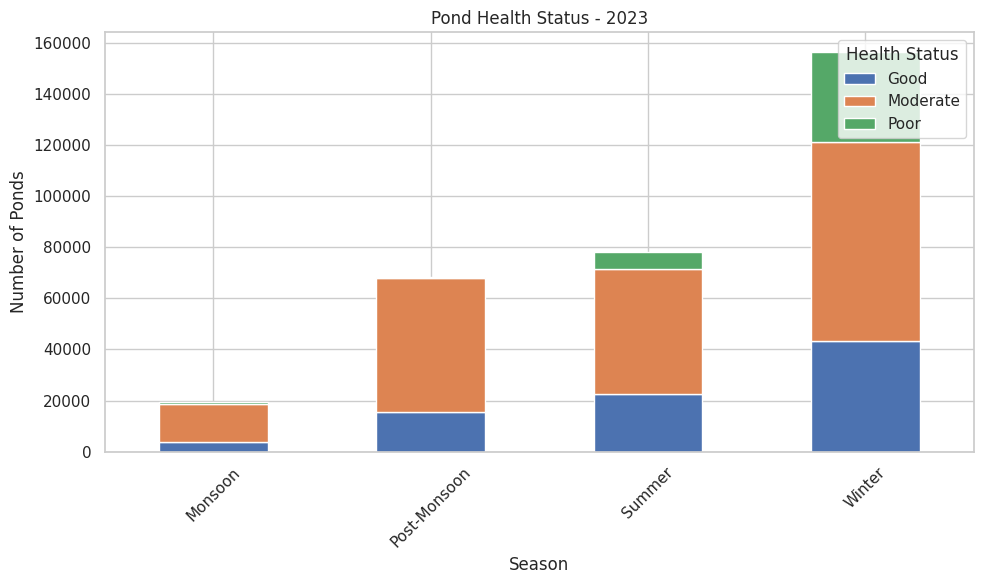 Pond Health Status - 2023
Number of Ponds
160000
140000
120000
100000
80000
60000
40000
20000
0
Health Status
Good
Moderate
Poor
Monsoon
Post-Monsoon
Summer
Winter
Season